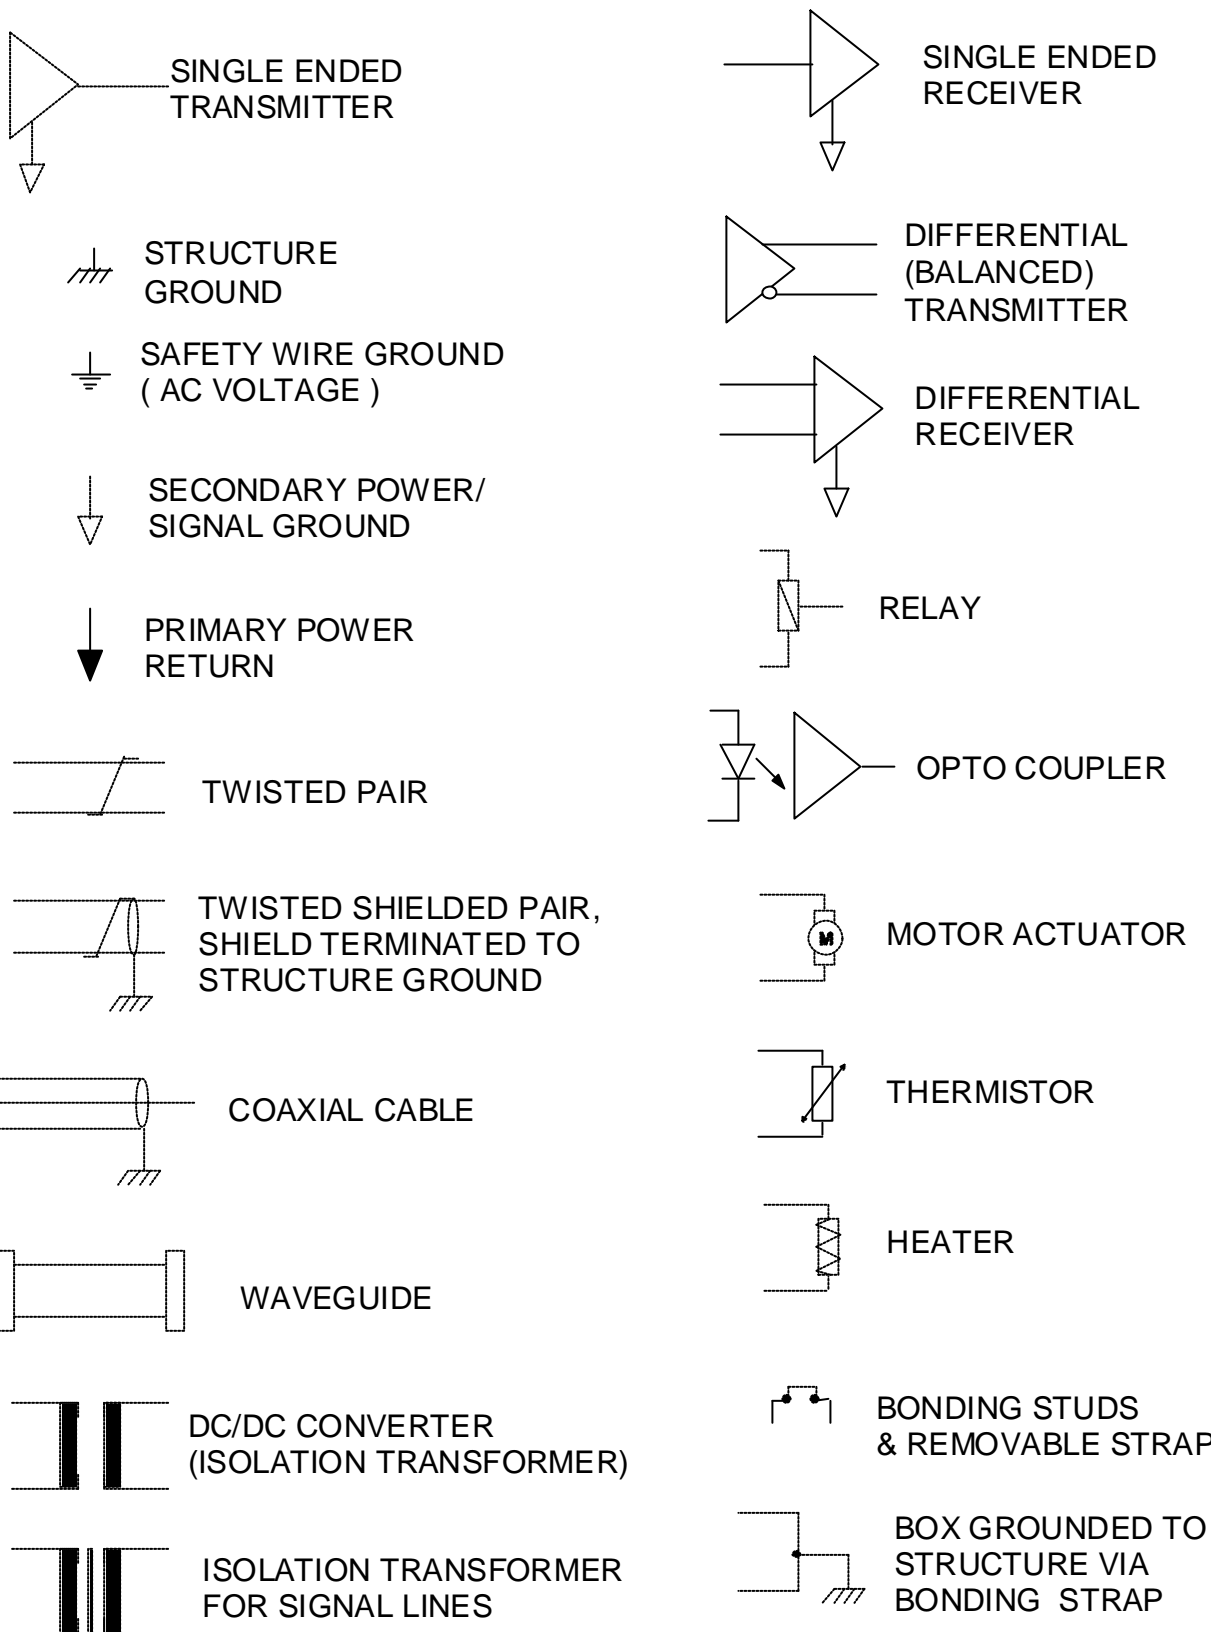 SINGLE ENDED
TRANSMITTER
STRUCTURE
GROUND
SAFETY WIRE GROUND
( AC VOLTAGE )
SECONDARY POWER/
SIGNAL GROUND
PRIMARY POWER
RETURN
TWISTED PAIR
TWISTED SHIELDED PAIR,
SHIELD TERMINATED TO
STRUCTURE GROUND
COAXIAL CABLE
WAVEGUIDE
DC/DC CONVERTER
(ISOLATION TRANSFORMER)
ISOLATION TRANSFORMER
FOR SIGNAL LINES
SINGLE ENDED
RECEIVER
DIFFERENTIAL
(BALANCED)
TRANSMITTER
DIFFERENTIAL
RECEIVER
RELAY
OPTO COUPLER
M
MOTOR ACTUATOR
THERMISTOR
HEATER
BONDING STUDS
& REMOVABLE STRAP
BOX GROUNDED TO
STRUCTURE VIA
BONDING STRAP